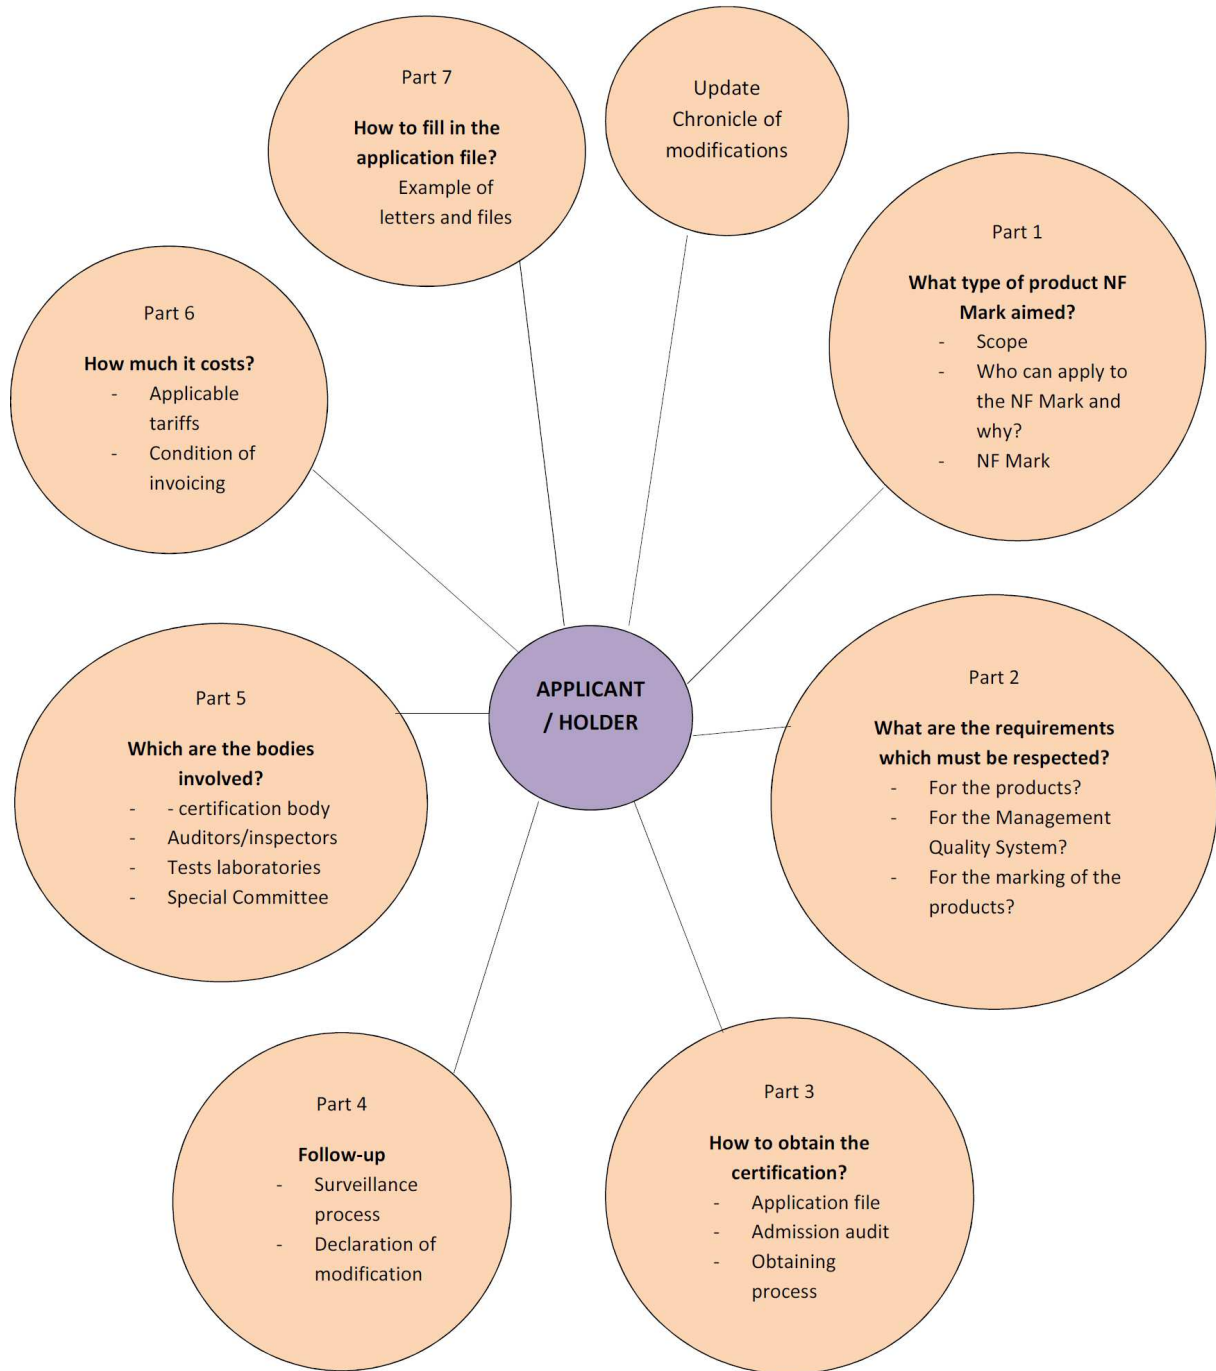 Part 7
How to fill in the
application file?
Example of
letters and files
Update
Chronicle of
modifications
Part 1
What type of product NF
Mark aimed?
- Scope
- Who can apply to
the NF Mark and
why?
- NF Mark
Part 6
How much it costs?
- Applicable
tariffs
- Condition of
invoicing
APPLICANT
/ HOLDER
Part 2
What are the requirements
which must be respected?
- For the products?
- For the Management
Quality System?
- For the marking of the
products?
Part 5
Which are the bodies
involved?
- - certification body
- Auditors/inspectors
- Tests laboratories
- Special Committee
Part 3
How to obtain the
certification?
- Application file
- Admission audit
- Obtaining
process
Part 4
Follow-up
- Surveillance
process
- Declaration of
modification